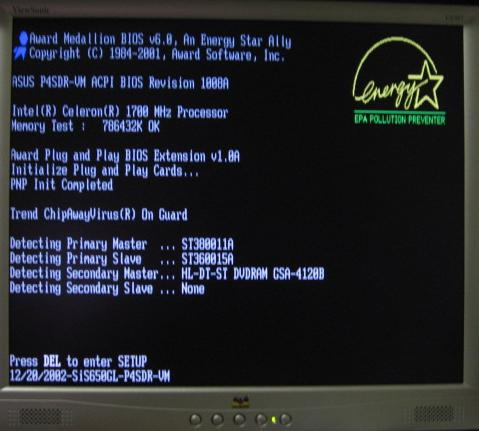 ViewSonic
Award Medallion BIOS v6.0, An Energy Star Ally
Copyright (C) 1984-2001, Award Software, Inc.
ASUS P4SDR-VM ACPI BIOS Revision 1008A
energy
EPA POLLUTION PREVENTER
Intel(R) Celeron(R) 1700 MHz Processor
Memory Test :  786432K OK
Award Plug and Play BIOS Extension v1.0A
Initialize Plug and Play Cards...
PNP Init Completed
Trend ChipAwayVirus(R) On Guard
Detecting Primary Master  ... ST380011A
Detecting Primary Slave   ... ST360015A
Detecting Secondary Master... HL-DT-ST DVDRAM GSA-4120B
Detecting Secondary Slave ... None
Press DEL to enter SETUP
12/20/2002-SiS650GL-P4SDR-VM